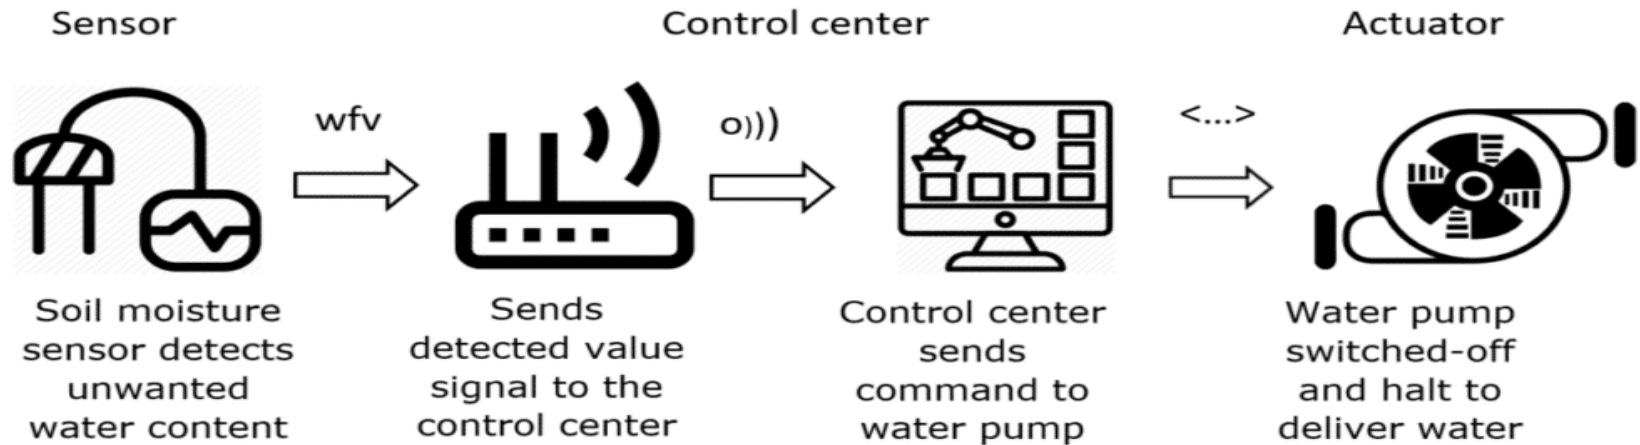 Sensor
Control center
Actuator
wfv
o)))
<...>
Soil moisture
sensor detects
unwanted
water content
Sends
detected value
signal to the
control center
Control center
sends
command to
water pump
Water pump
switched-off
and halt to
deliver water